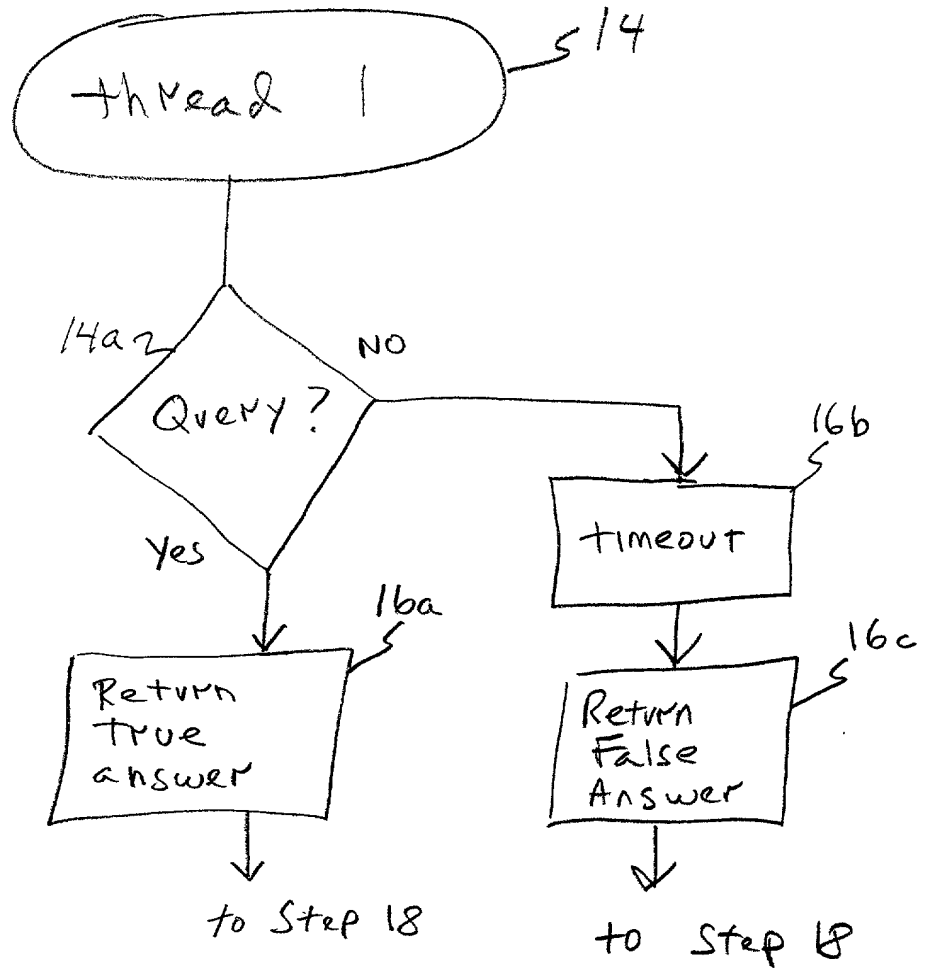 14
thread 1
14a
NO
Query?
16b
timeout
Yes
16a
16c
Return
True
answer
Return
False
Answer
to Step 18
to Step 18